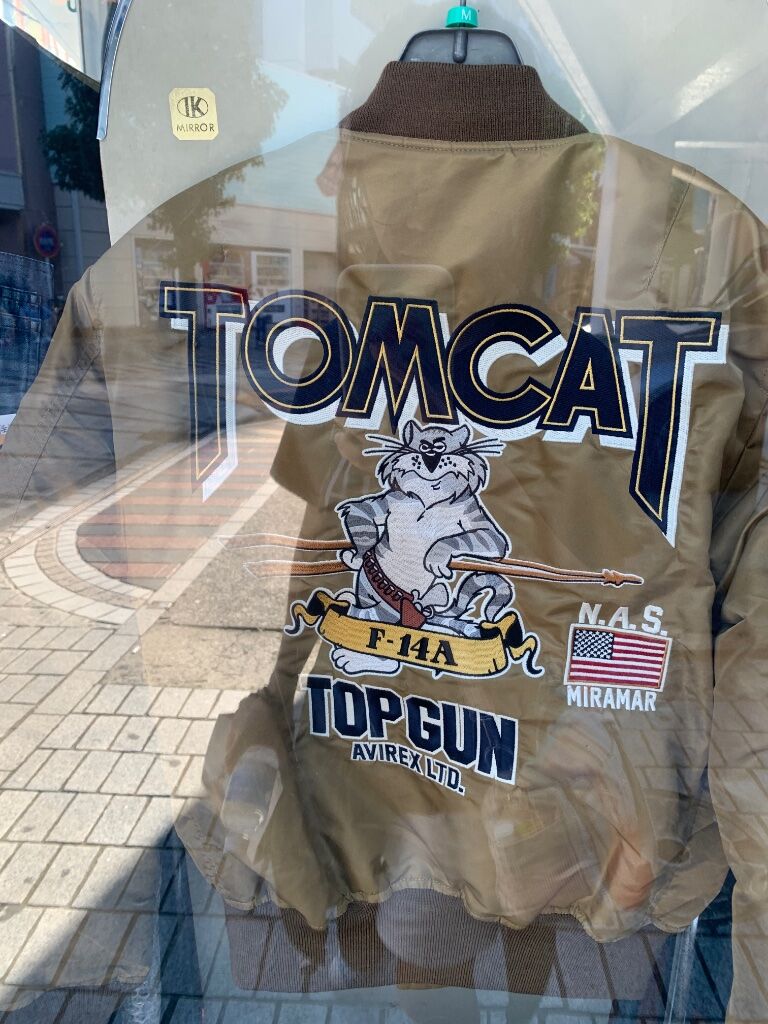 M
IK
MIRROR
TOMCAT
F-14A
N.A.S.
MIRAMAR
TOPGUN
AVIREX LTD.